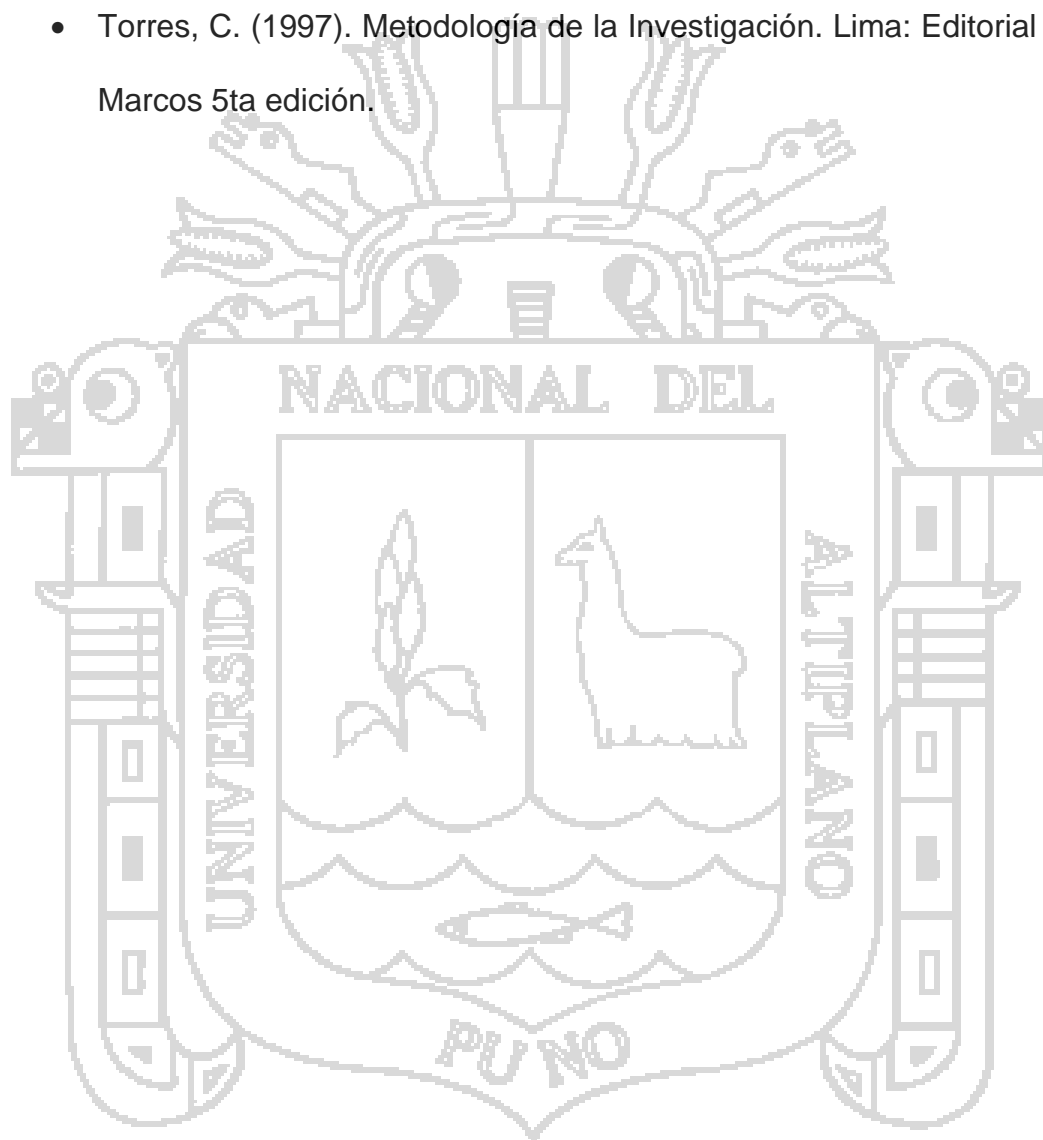 • Torres, C. (1997). Metodología de la Investigación. Lima: Editorial
Marcos 5ta edición.
NACIONAL DEL
UNIVERSIDAD
ALTIPLANO
PUNO